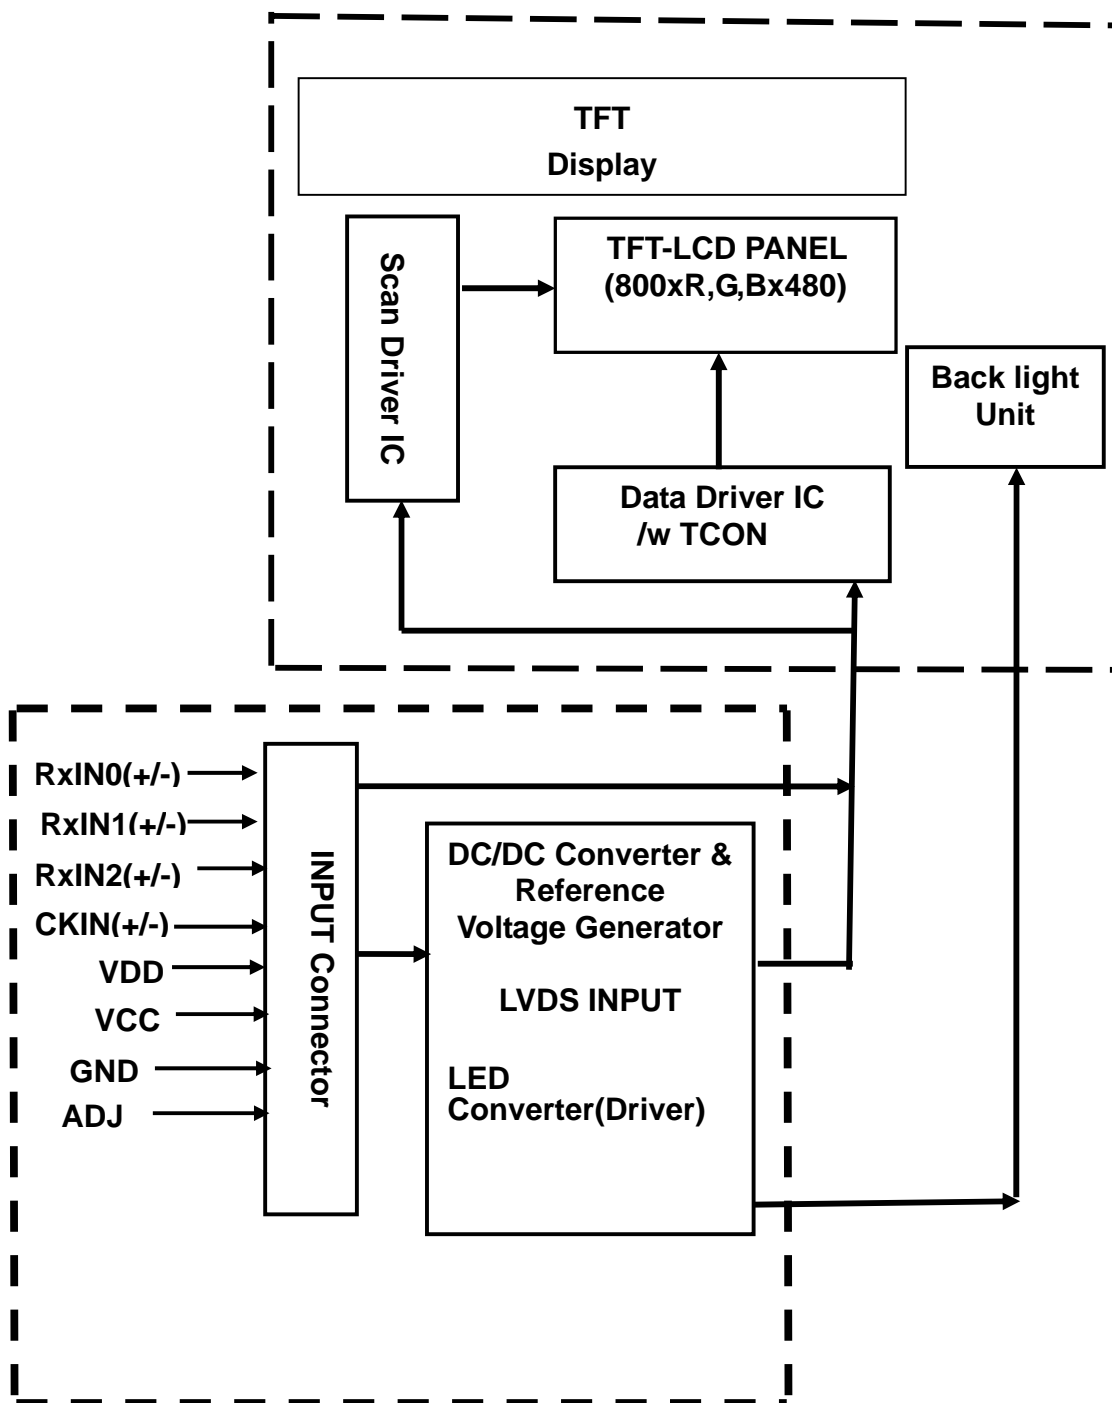 TFT
Display
Scan Driver IC
TFT-LCD PANEL
(800xR,G,Bx480)
Back light
Unit
Data Driver IC
/w TCON
RxIN0(+/-)
RxIN1(+/-)
RxIN2(+/-)
CKIN(+/-)
VDD
VCC
GND
ADJ
INPUT Connector
DC/DC Converter &
Reference
Voltage Generator
LVDS INPUT
LED
Converter(Driver)